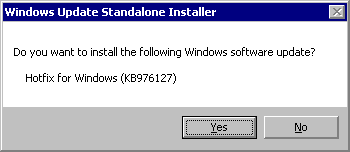 Windows Update Standalone Installer
Do you want to install the following Windows software update?
Hotfix for Windows (KB976127)
Yes
No